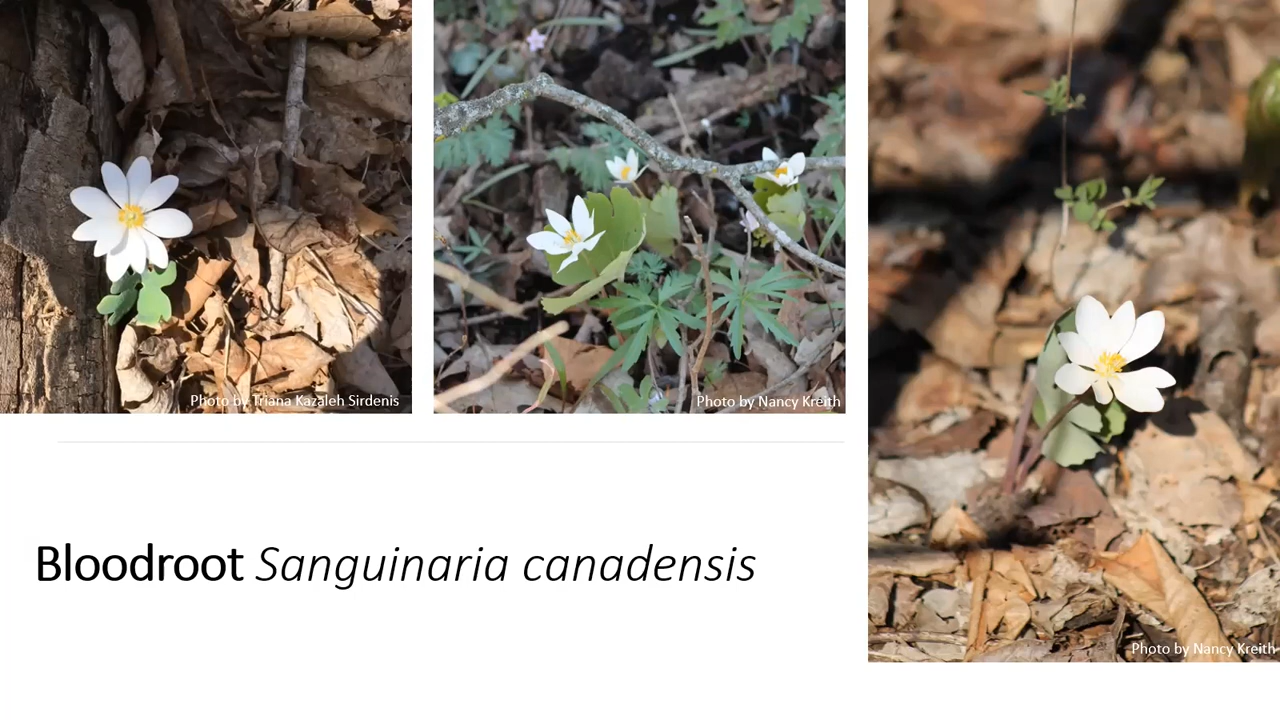 Photo by Triana Kazaleh Sirdenis
Photo by Nancy Kreith
Bloodroot Sanguinaria canadensis
Photo by Nancy Kreith